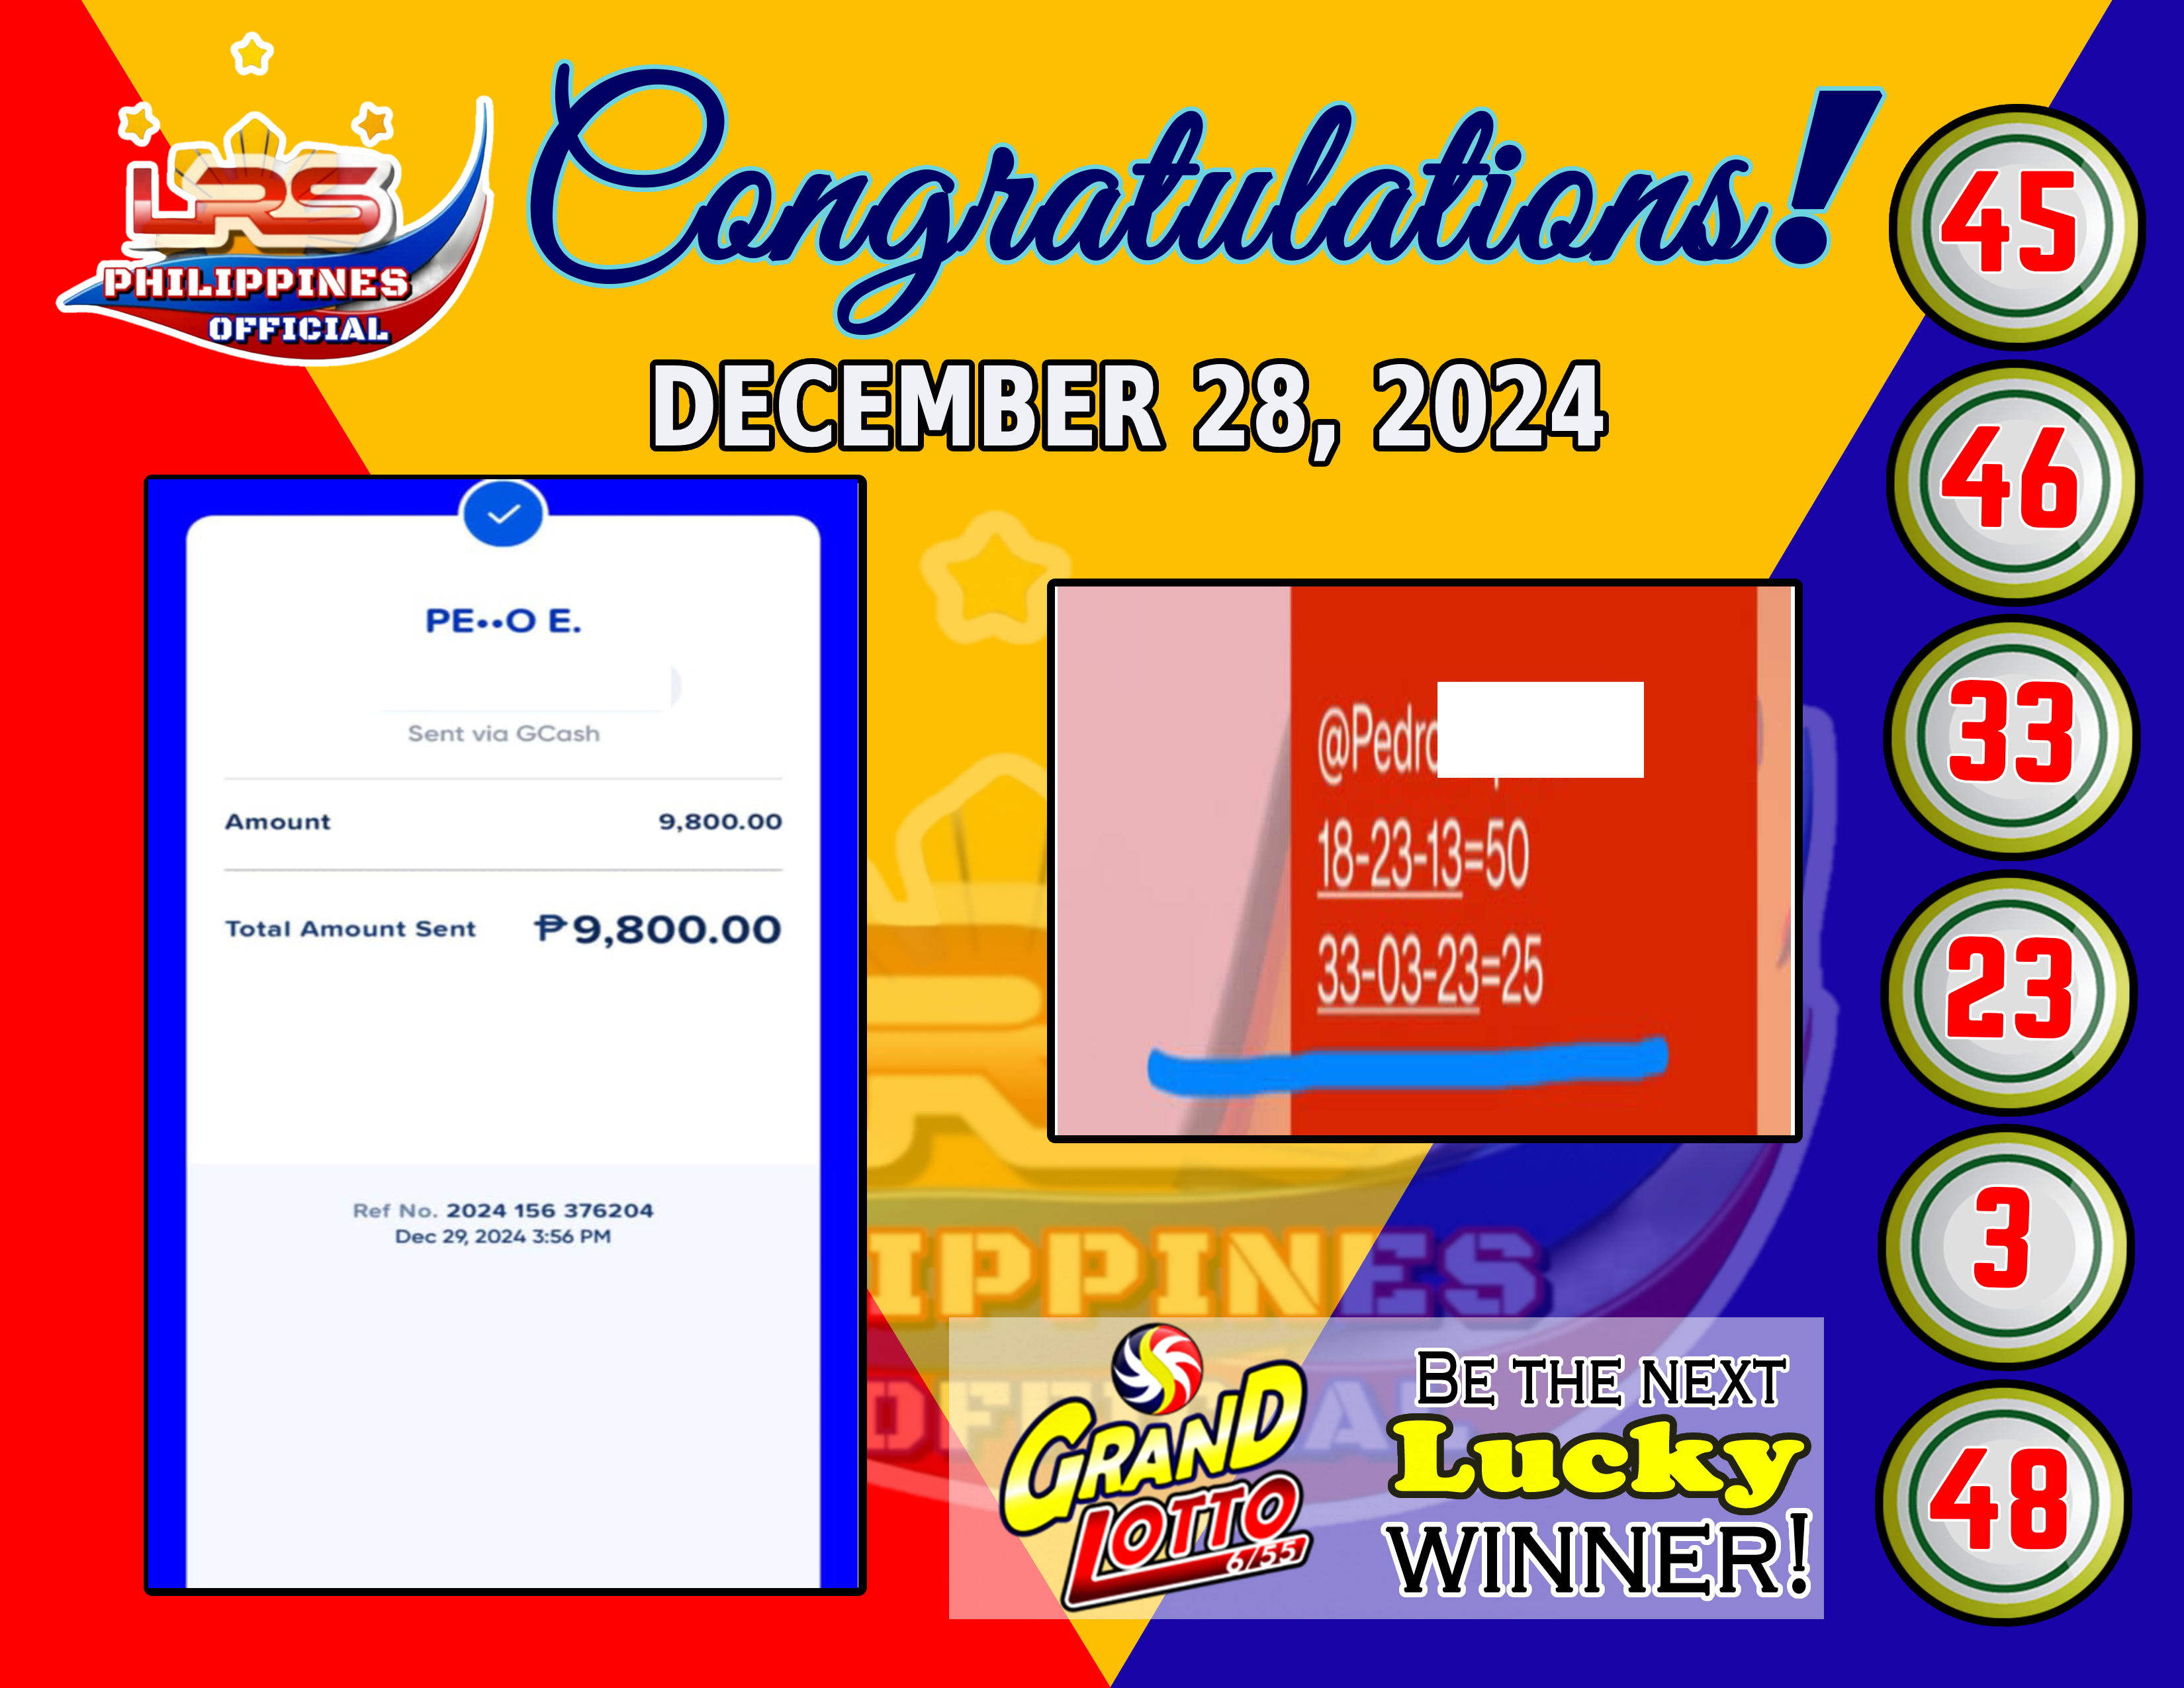 LRS
PHILIPPINES
OFFICIAL
Congratulations!
DECEMBER 28, 2024
PE••O E.
Sent via GCash
Amount 9,800.00
Total Amount Sent ₱9,800.00
Ref No. 2024 156 376204
Dec 29, 2024 3:56 PM
@Pedro
18-23-13=50
33-03-23=25
45
46
33
23
3
48
GRAND
LOTTO
6/55
BE THE NEXT
Lucky
WINNER!